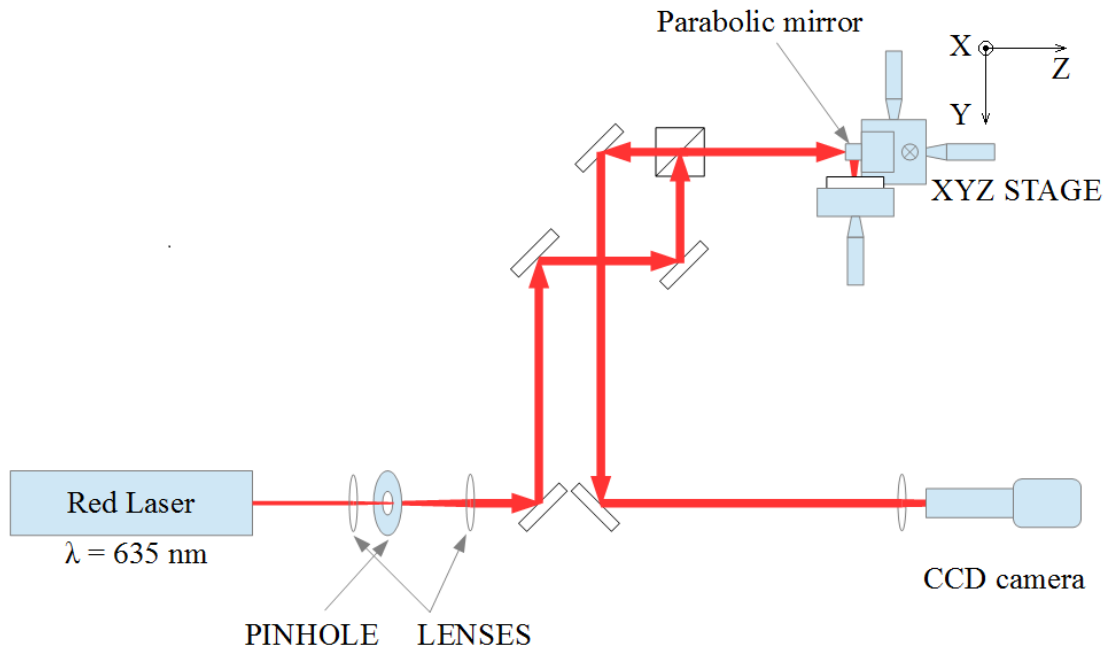 Parabolic mirror
X
Z
Y
XYZ STAGE
Red Laser
λ = 635 nm
CCD camera
PINHOLE
LENSES